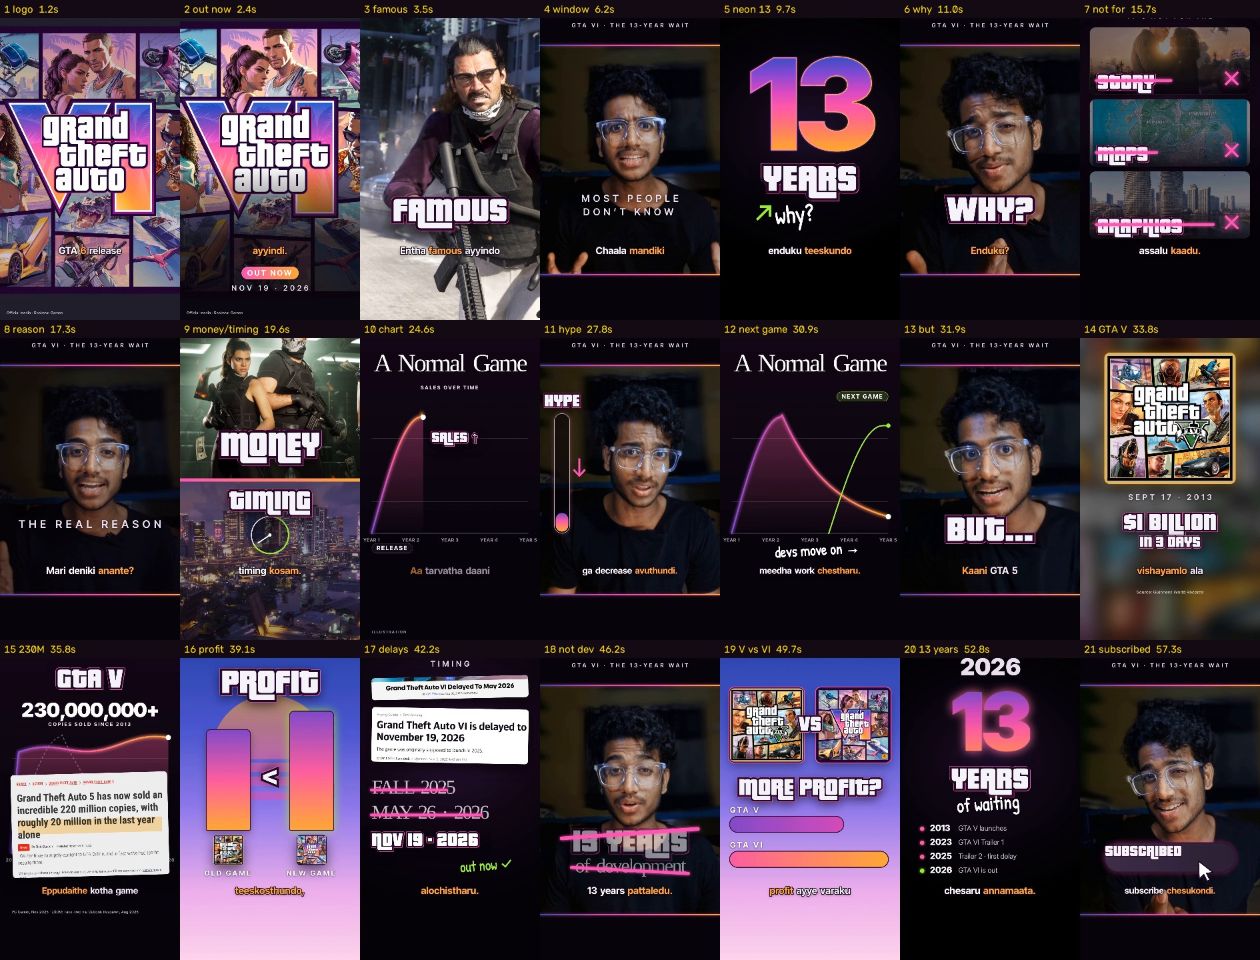 1 logo 1.2s
grand
theft
auto
VI
GTA 6 release
2 out now 2.4s
grand
theft
auto
VI
ayyindi.
OUT NOW
NOV 19 · 2026
3 famous 3.5s
FAMOUS
Entha famous ayyindo
4 window 6.2s
GTA VI · THE 13-YEAR WAIT
MOST PEOPLE
DON'T KNOW
Chaala mandiki
5 neon 13 9.7s
13
YEARS
why?
enduku teeskundo
6 why 11.0s
GTA VI · THE 13-YEAR WAIT
WHY?
Enduku?
7 not for 15.7s
STORY
MAPS
GRAPHICS
assalu kaadu.
8 reason 17.3s
GTA VI · THE 13-YEAR WAIT
THE REAL REASON
Mari deniki anante?
9 money/timing 19.6s
MONEY
TIMING
timing kosam.
10 chart 24.6s
A Normal Game
SALES OVER TIME
SALES ↑
YEAR 1 YEAR 2 YEAR 3 YEAR 4 YEAR 5
RELEASE
Aa tarvatha daani
ILLUSTRATION
11 hype 27.8s
GTA VI · THE 13-YEAR WAIT
HYPE
ga decrease avuthundi.
12 next game 30.9s
GTA VI · THE 13-YEAR WAIT
A Normal Game
NEXT GAME
YEAR 1 YEAR 2 YEAR 3 YEAR 4 YEAR 5
devs move on →
meedha work chestharu.
13 but 31.9s
GTA VI · THE 13-YEAR WAIT
BUT...
Kaani GTA 5
14 GTA V 33.8s
grand
theft
auto
V
SEPT 17 · 2013
$1 BILLION
IN 3 DAYS
vishayamlo ala
Source: Guinness World Records
15 230M 35.8s
GTA V
230,000,000+
COPIES SOLD SINCE 2013
Grand Theft Auto 5 has now sold an
incredible 220 million copies, with
roughly 20 million in the last year
alone
Eppudaithe kotha game
16 profit 39.1s
PROFIT
<
OLD GAME
NEW GAME
teeskosthundo,
17 delays 42.2s
TIMING
Grand Theft Auto VI Delayed To May 2026
Grand Theft Auto VI is delayed to
November 19, 2026
FALL 2025
MAY 26 · 2026
NOV 19 · 2026
out now ✓
alochistharu.
18 not dev 46.2s
GTA VI · THE 13-YEAR WAIT
13 YEARS
of development
13 years pattaledu.
19 V vs VI 49.7s
grand
theft
auto
VS
grand
theft
auto
MORE PROFIT?
GTA V
GTA VI
profit ayye varaku
20 13 years 52.8s
2026
13
YEARS
of waiting
2013 GTA V launches
2023 GTA VI Trailer 1
2025 Trailer 2 · first delay
2026 GTA VI is out
chesaru annamaata.
21 subscribed 57.3s
GTA VI · THE 13-YEAR WAIT
SUBSCRIBED
subscribe chesukondi.